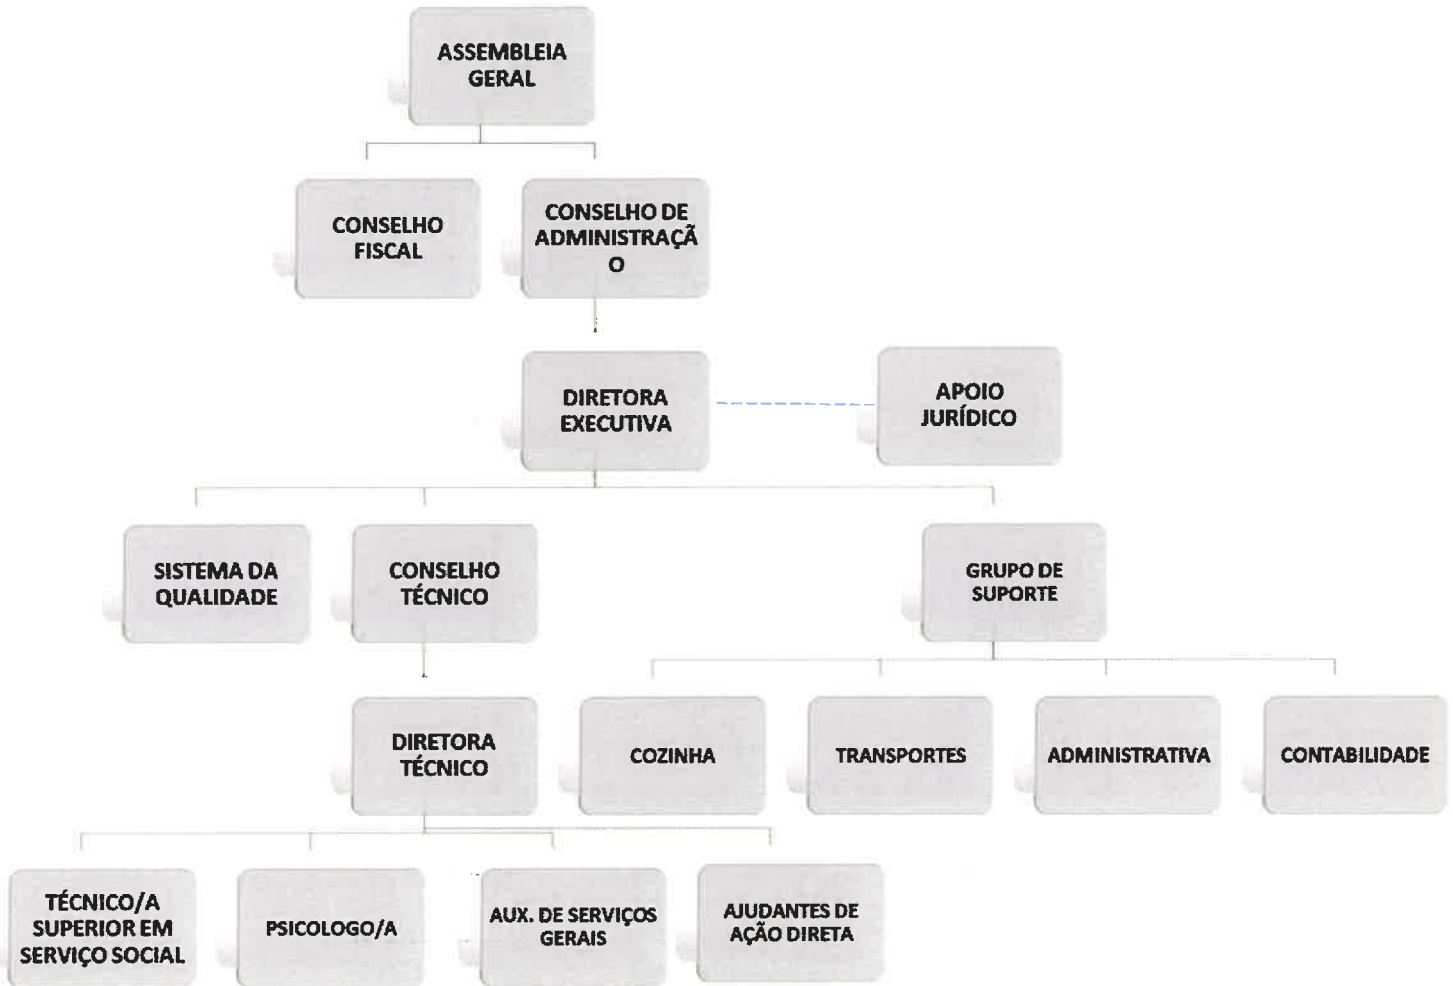 ASSEMBLEIA
GERAL
CONSELHO
FISCAL
CONSELHO DE
ADMINISTRAÇÃ
O
DIRETORA
EXECUTIVA
APOIO
JURÍDICO
SISTEMA DA
QUALIDADE
CONSELHO
TÉCNICO
GRUPO DE
SUPORTE
DIRETORA
TÉCNICO
COZINHA
TRANSPORTES
ADMINISTRATIVA
CONTABILIDADE
TÉCNICO/A
SUPERIOR EM
SERVIÇO SOCIAL
PSICOLOGO/A
AUX. DE SERVIÇOS
GERAIS
AJUDANTES DE
AÇÃO DIRETA